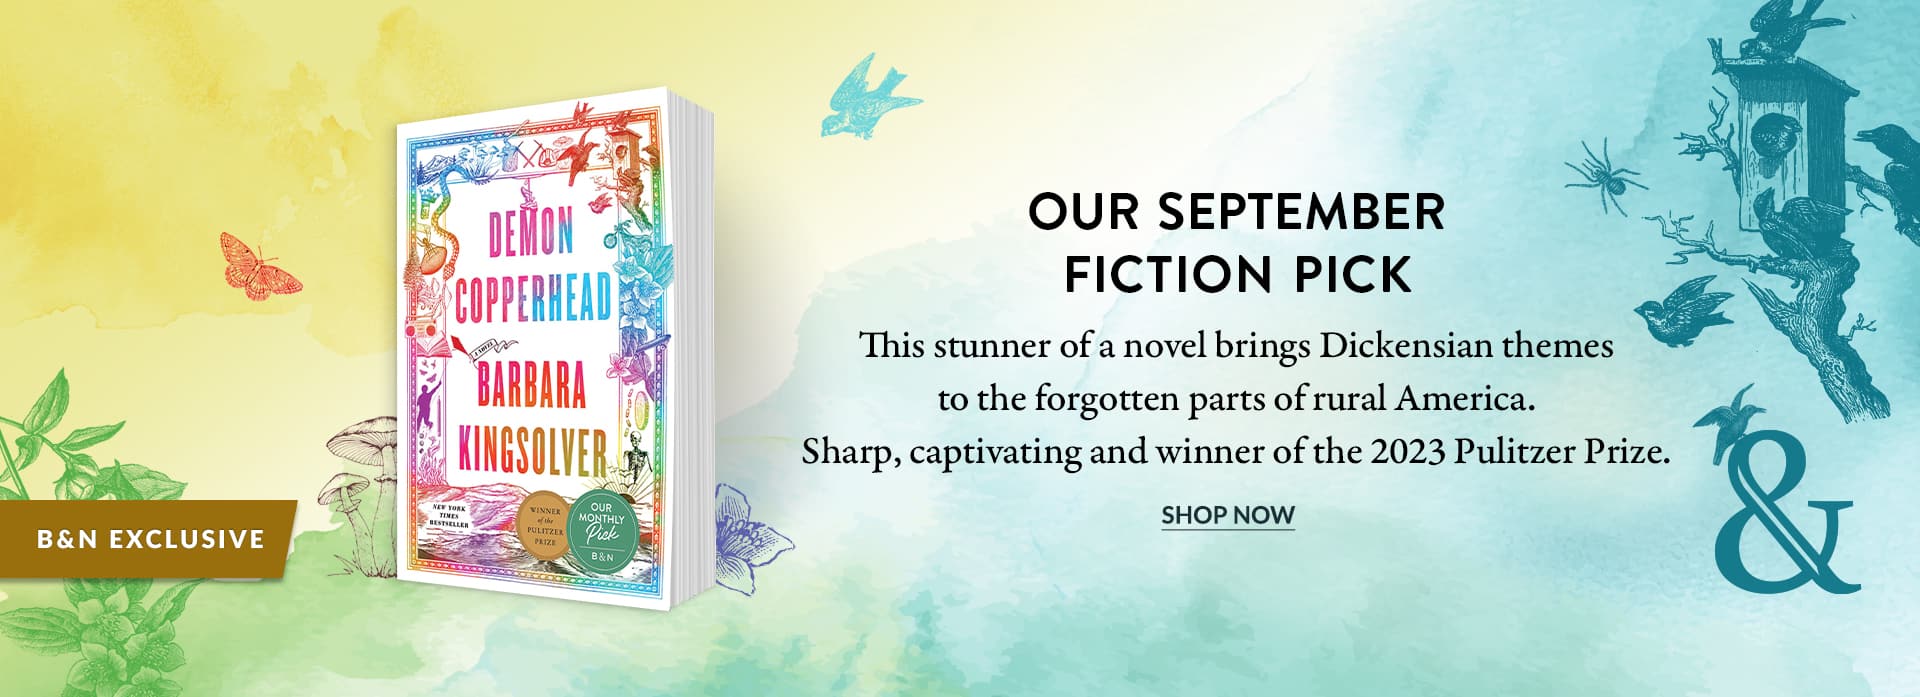 DEMON
COPPERHEAD
A NOVEL
BARBARA
KINGSOLVER
NEW YORK
TIMES
BESTSELLER
WINNER
of the
PULITZER
PRIZE
OUR
MONTHLY
Pick
B&N
B&N EXCLUSIVE
OUR SEPTEMBER
FICTION PICK
This stunner of a novel brings Dickensian themes
to the forgotten parts of rural America.
Sharp, captivating and winner of the 2023 Pulitzer Prize.
SHOP NOW
&